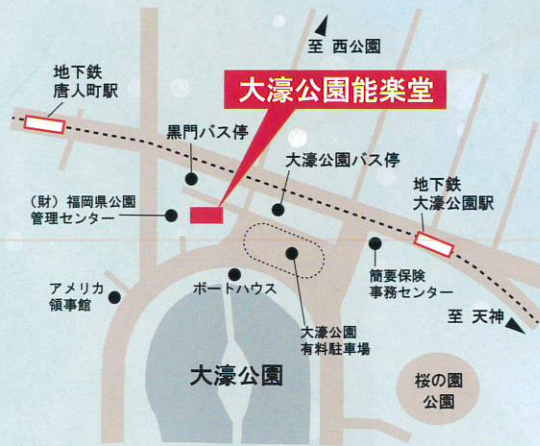 至 西公園
地下鉄
唐人町駅
大濠公園能楽堂
黒門バス停
大濠公園バス停
地下鉄
大濠公園駅
（財）福岡県公園
管理センター
簡要保険
事務センター
アメリカ
領事館
ボートハウス
大濠公園
有料駐車場
至 天神
大濠公園
桜の園
公園